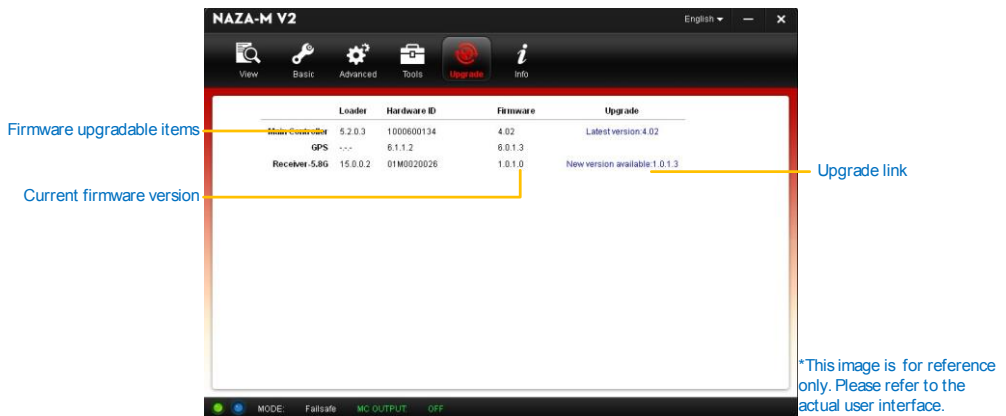 NAZA-M V2
English
View Basic Advanced Tools Upgrade Info
Loader Hardware ID Firmware Upgrade
Firmware upgradable items
Main Controller 5.2.0.3 1000600134 4.02 Latest version:4.02
GPS -.-.- 6.1.1.2 6.0.1.3
Receiver-5.8G 15.0.0.2 01M0020026 1.0.1.0 New version available:1.0.1.3
Upgrade link
Current firmware version
*This image is for reference
only. Please refer to the
actual user interface.
MODE: Failsafe MC OUTPUT: OFF